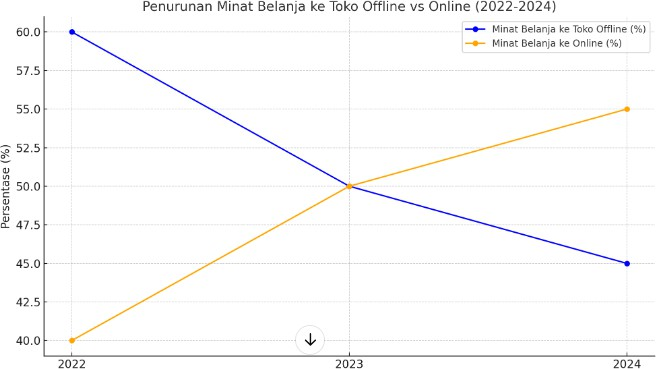 Penurunan Minat Belanja ke Toko Offline vs Online (2022-2024)
Minat Belanja ke Toko Offline (%)
Minat Belanja ke Online (%)
Persentase (%)
60.0
57.5
55.0
52.5
50.0
47.5
45.0
42.5
40.0
2022 2023 2024